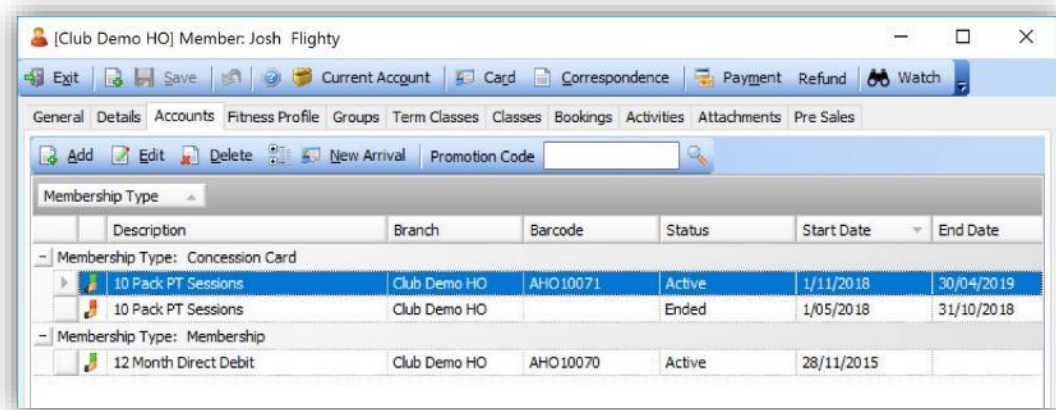 [Club Demo HO] Member: Josh Flighty
Exit Save Current Account Card Correspondence Payment Refund Watch
General Details Accounts Fitness Profile Groups Term Classes Classes Bookings Activities Attachments Pre Sales
Add Edit Delete New Arrival Promotion Code
Membership Type
Description Branch Barcode Status Start Date End Date
Membership Type: Concession Card
10 Pack PT Sessions Club Demo HO AHO10071 Active 1/11/2018 30/04/2019
10 Pack PT Sessions Club Demo HO Ended 1/05/2018 31/10/2018
Membership Type: Membership
12 Month Direct Debit Club Demo HO AHO10070 Active 28/11/2015